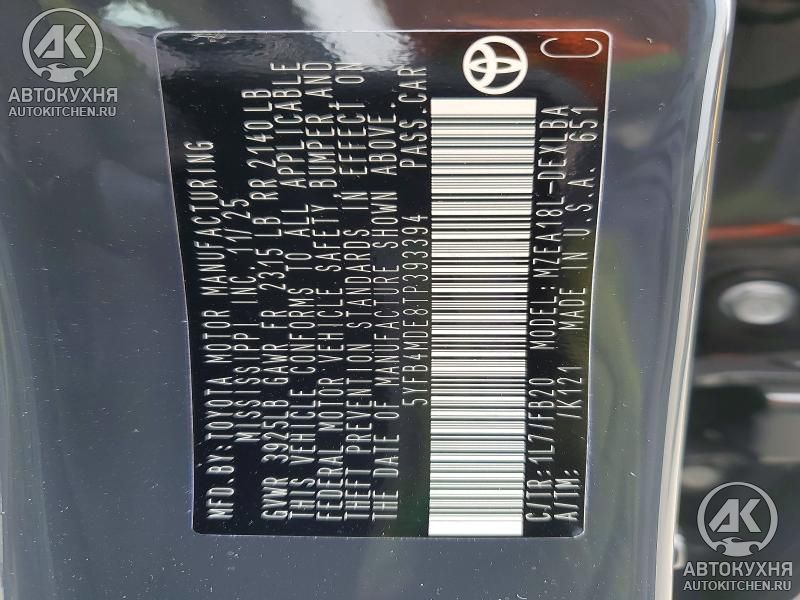 AK
АВТОКУХНЯ
AUTOKITCHEN.RU
MFD.BY:TOYOTA MOTOR MANUFACTURING
MISSISSIPPI INC. 11/25
GVWR 3925LB GAWR FR 2315 LB RR 2140LB
THIS VEHICLE CONFORMS TO ALL APPLICABLE
FEDERAL MOTOR VEHICLE SAFETY, BUMPER, AND
THEFT PREVENTION STANDARDS IN EFFECT ON
THE DATE OF MANUFACTURE SHOWN ABOVE.
5YFB4MDE8TP393394 PASS. CAR
C/TR: 1L7/FB20 MODEL: MZEA18L-DEXLBA
A/TM: /K121 U.S.A. 651
C
AK
АВТОКУХНЯ
AUTOKITCHEN.RU